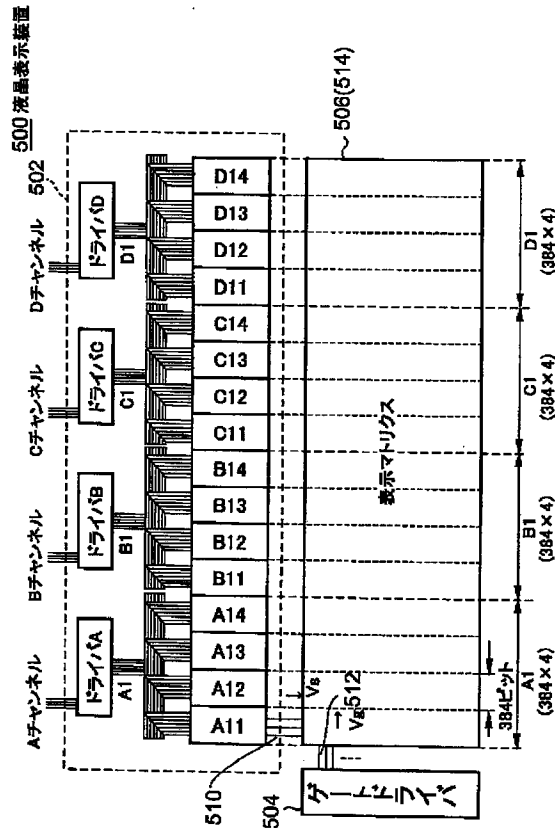 500 液晶表示装置
502
Aチャンネル
Bチャンネル
Cチャンネル
Dチャンネル
ドライバA
ドライバB
ドライバC
ドライバD
A1
B1
C1
D1
A11
A12
A13
A14
B11
B12
B13
B14
C11
C12
C13
C14
D11
D12
D13
D14
510
Vs
Vg
512
506(514)
504
ゲートドライバ
表示マトリクス
384ビット
A1
(384×4)
B1
(384×4)
C1
(384×4)
D1
(384×4)